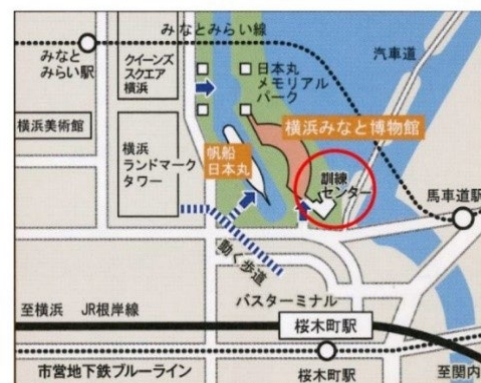 みなとみらい線
みなと
みらい駅
クイーンズ
スクエア
横浜
日本丸
メモリアル
パーク
汽車道
横浜美術館
横浜みなと博物館
横浜
ランドマーク
タワー
帆船
日本丸
訓練
センター
馬車道駅
動く歩道
バスターミナル
至横浜 JR根岸線
桜木町駅
市営地下鉄ブルーライン
桜木町駅
至関内